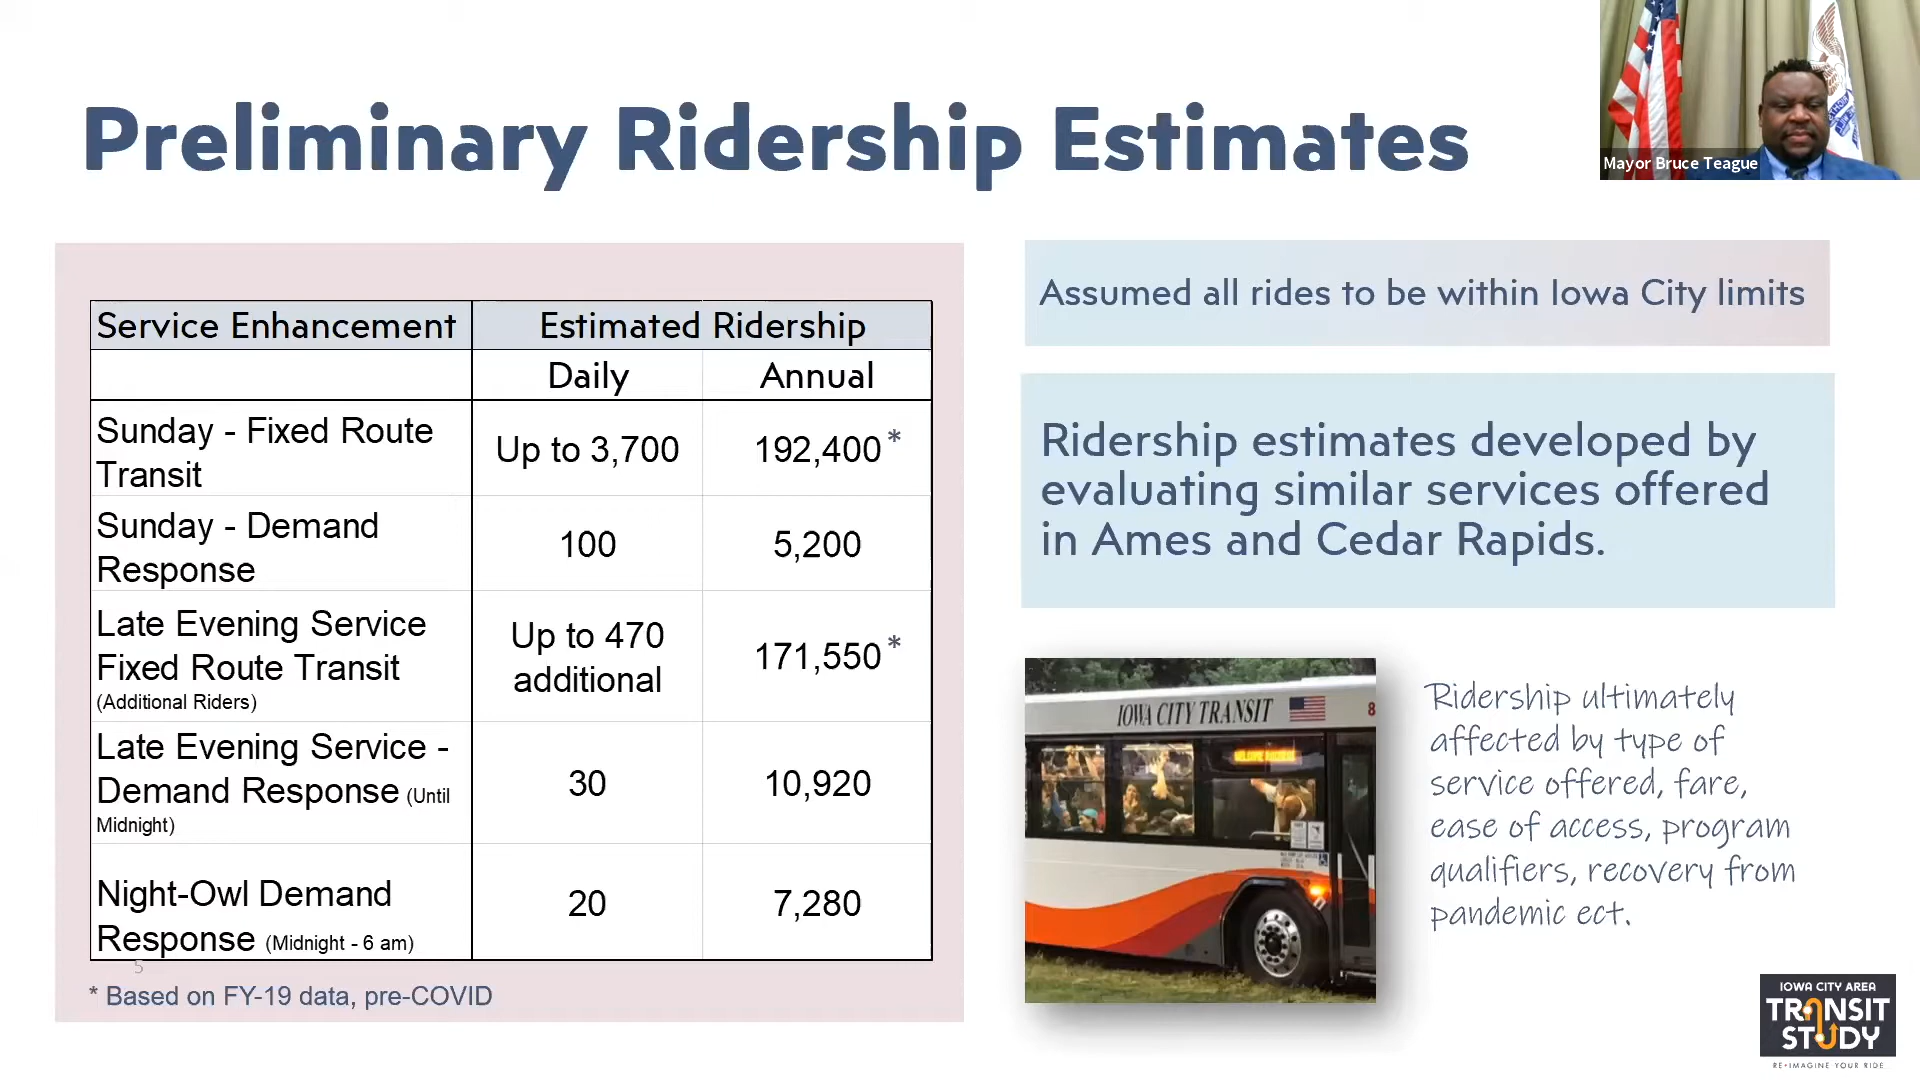 Preliminary Ridership Estimates
Mayor Bruce Teague
Service Enhancement Estimated Ridership
Daily Annual
Sunday - Fixed Route
Transit
Up to 3,700 192,400*
Sunday - Demand
Response
100 5,200
Late Evening Service
Fixed Route Transit
(Additional Riders)
Up to 470
additional
171,550*
Late Evening Service -
Demand Response (Until
Midnight)
30 10,920
Night-Owl Demand
Response (Midnight - 6 am)
20 7,280
5
* Based on FY-19 data, pre-COVID
Assumed all rides to be within Iowa City limits
Ridership estimates developed by
evaluating similar services offered
in Ames and Cedar Rapids.
IOWA CITY TRANSIT
8
Ridership ultimately
affected by type of
service offered, fare,
ease of access, program
qualifiers, recovery from
pandemic ect.
IOWA CITY AREA
TRANSIT
STUDY
RE•IMAGINE YOUR RIDE